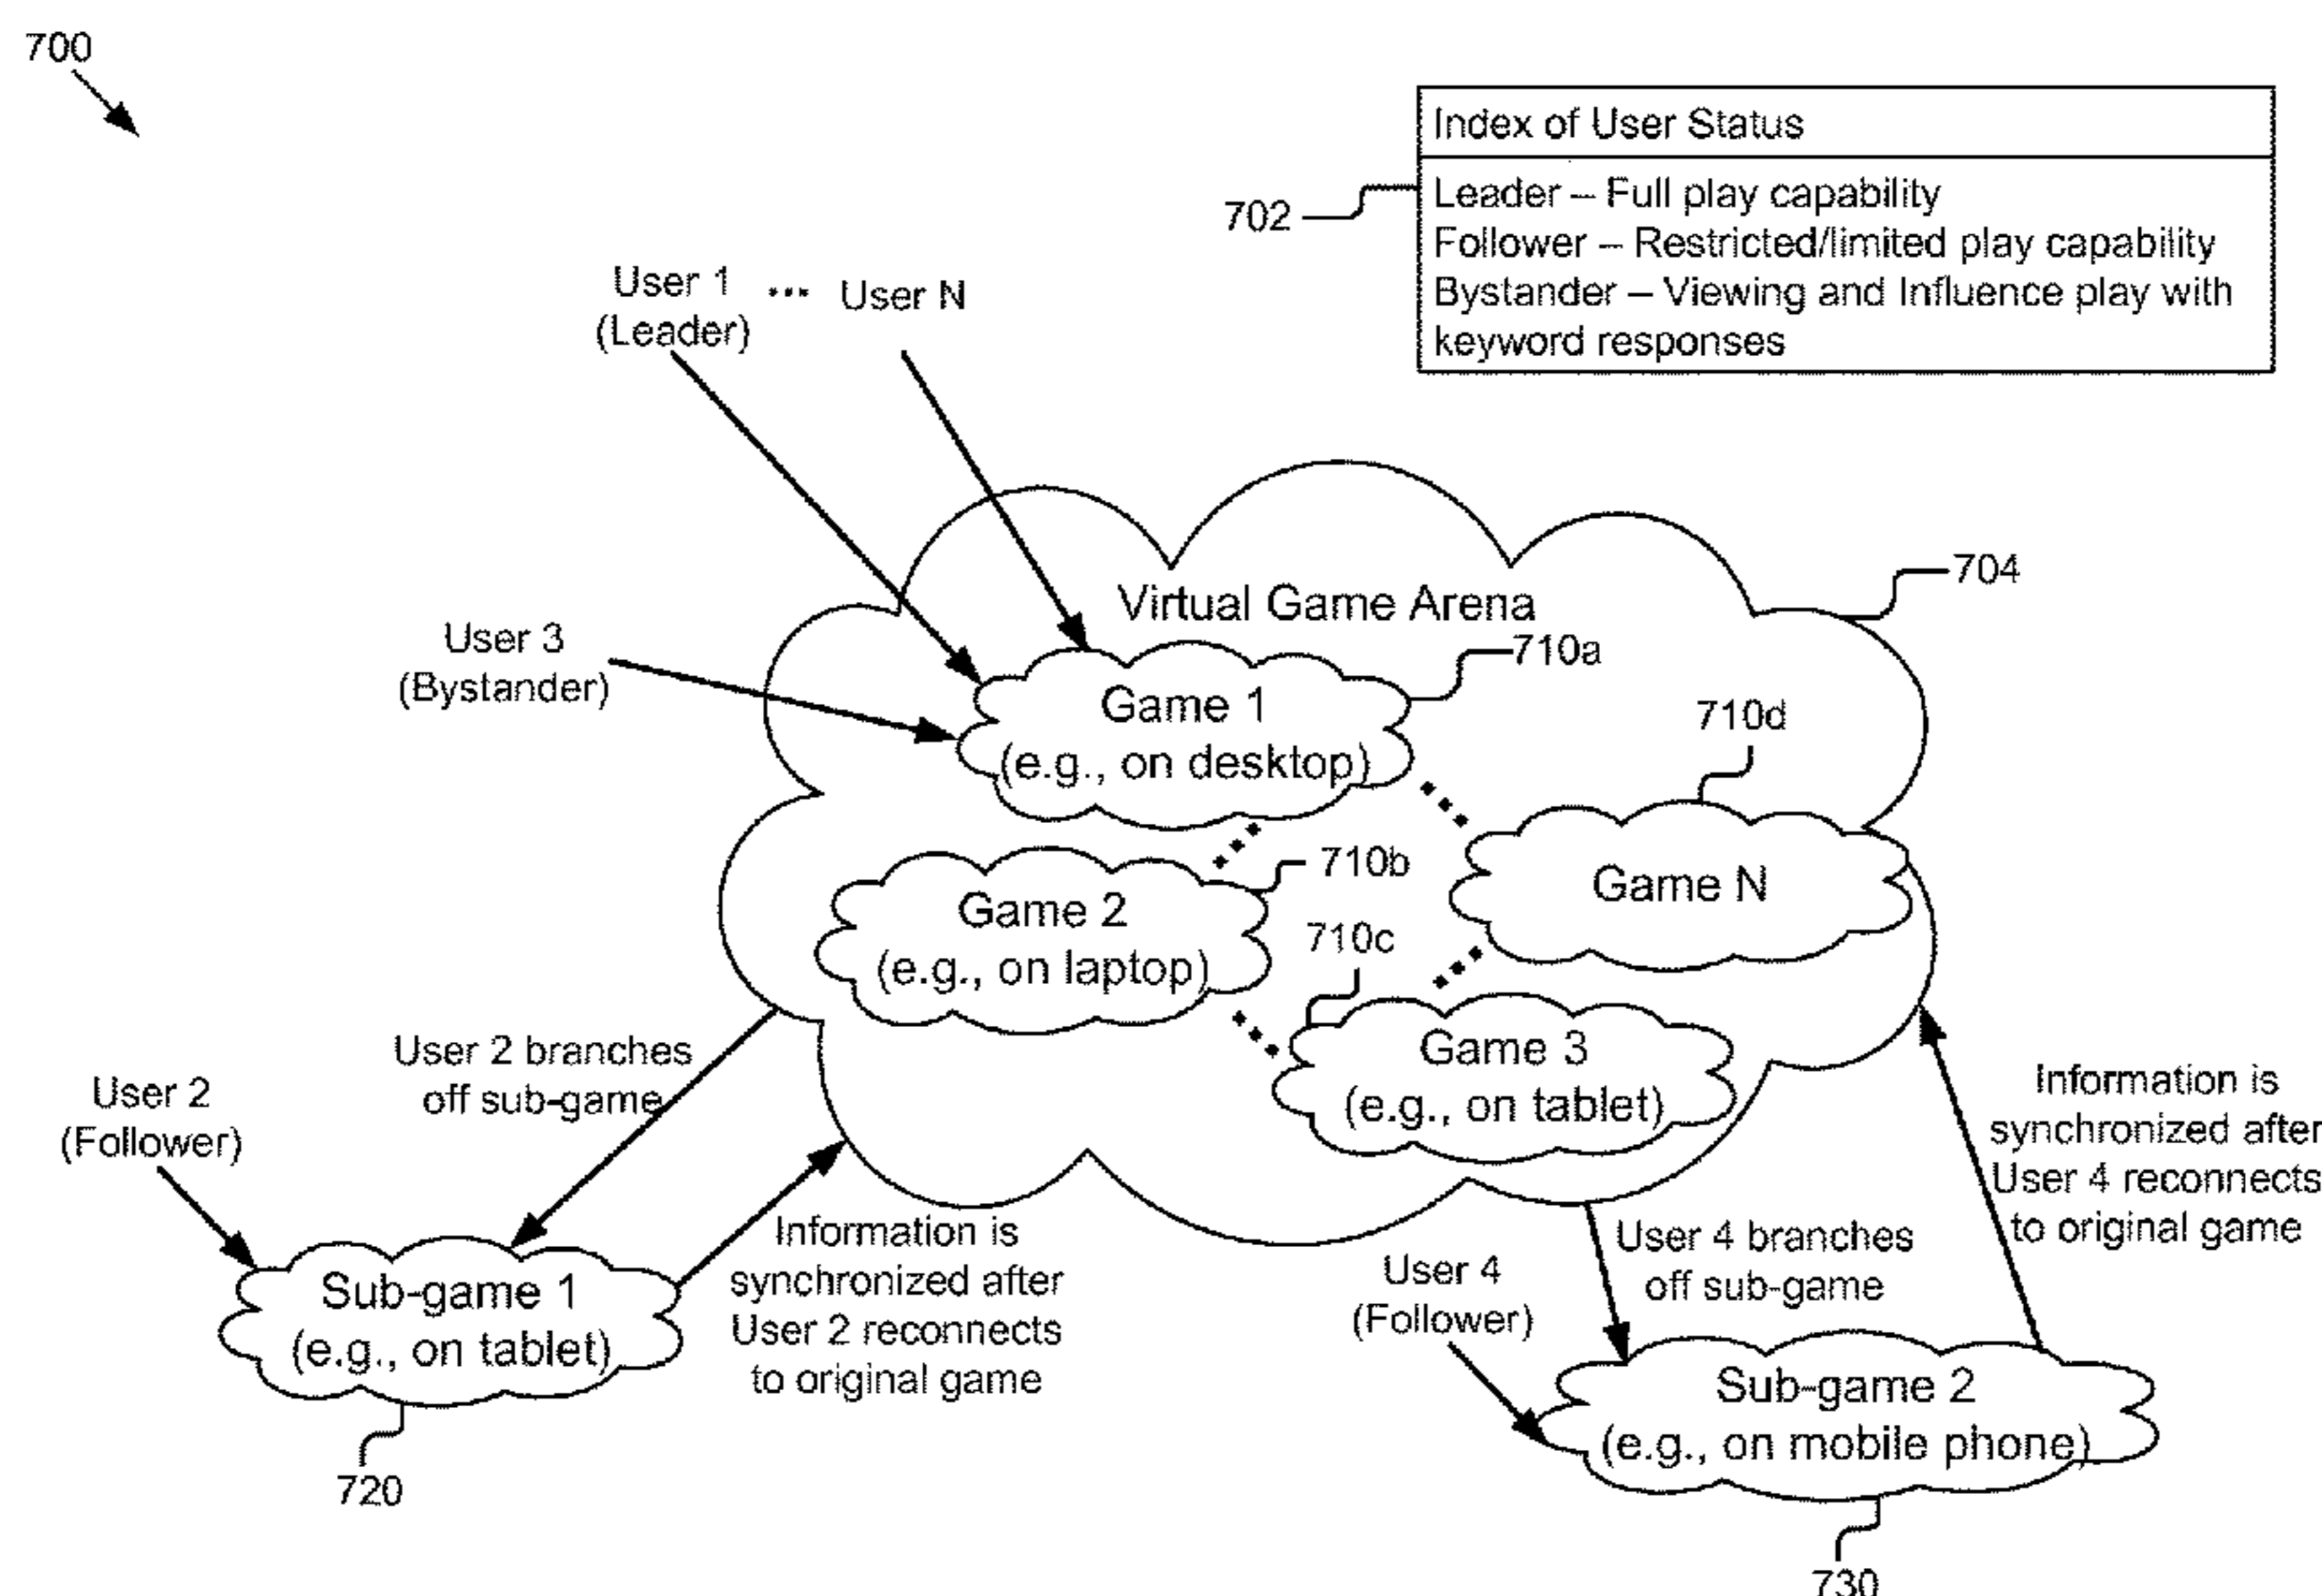 700
Index of User Status
702
Leader – Full play capability
Follower – Restricted/limited play capability
Bystander – Viewing and Influence play with
keyword responses
User 1
(Leader)
...
User N
Virtual Game Arena
704
User 3
(Bystander)
710a
Game 1
(e.g., on desktop)
710d
Game N
710b
Game 2
(e.g., on laptop)
710c
Game 3
(e.g., on tablet)
User 2 branches
off sub-game
User 2
(Follower)
Sub-game 1
(e.g., on tablet)
720
Information is
synchronized after
User 2 reconnects
to original game
User 4 branches
off sub-game
User 4
(Follower)
Information is
synchronized after
User 4 reconnects
to original game
Sub-game 2
(e.g., on mobile phone)
730